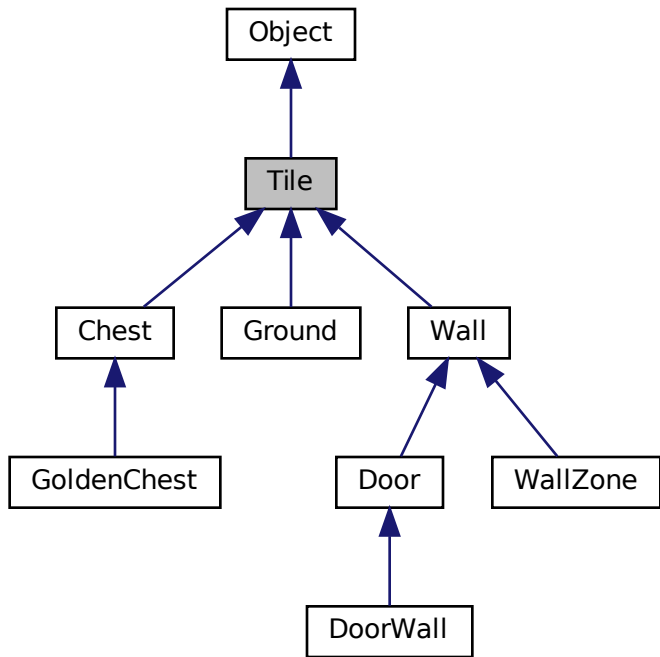 Object
Tile
Chest
Ground
Wall
GoldenChest
Door
WallZone
DoorWall